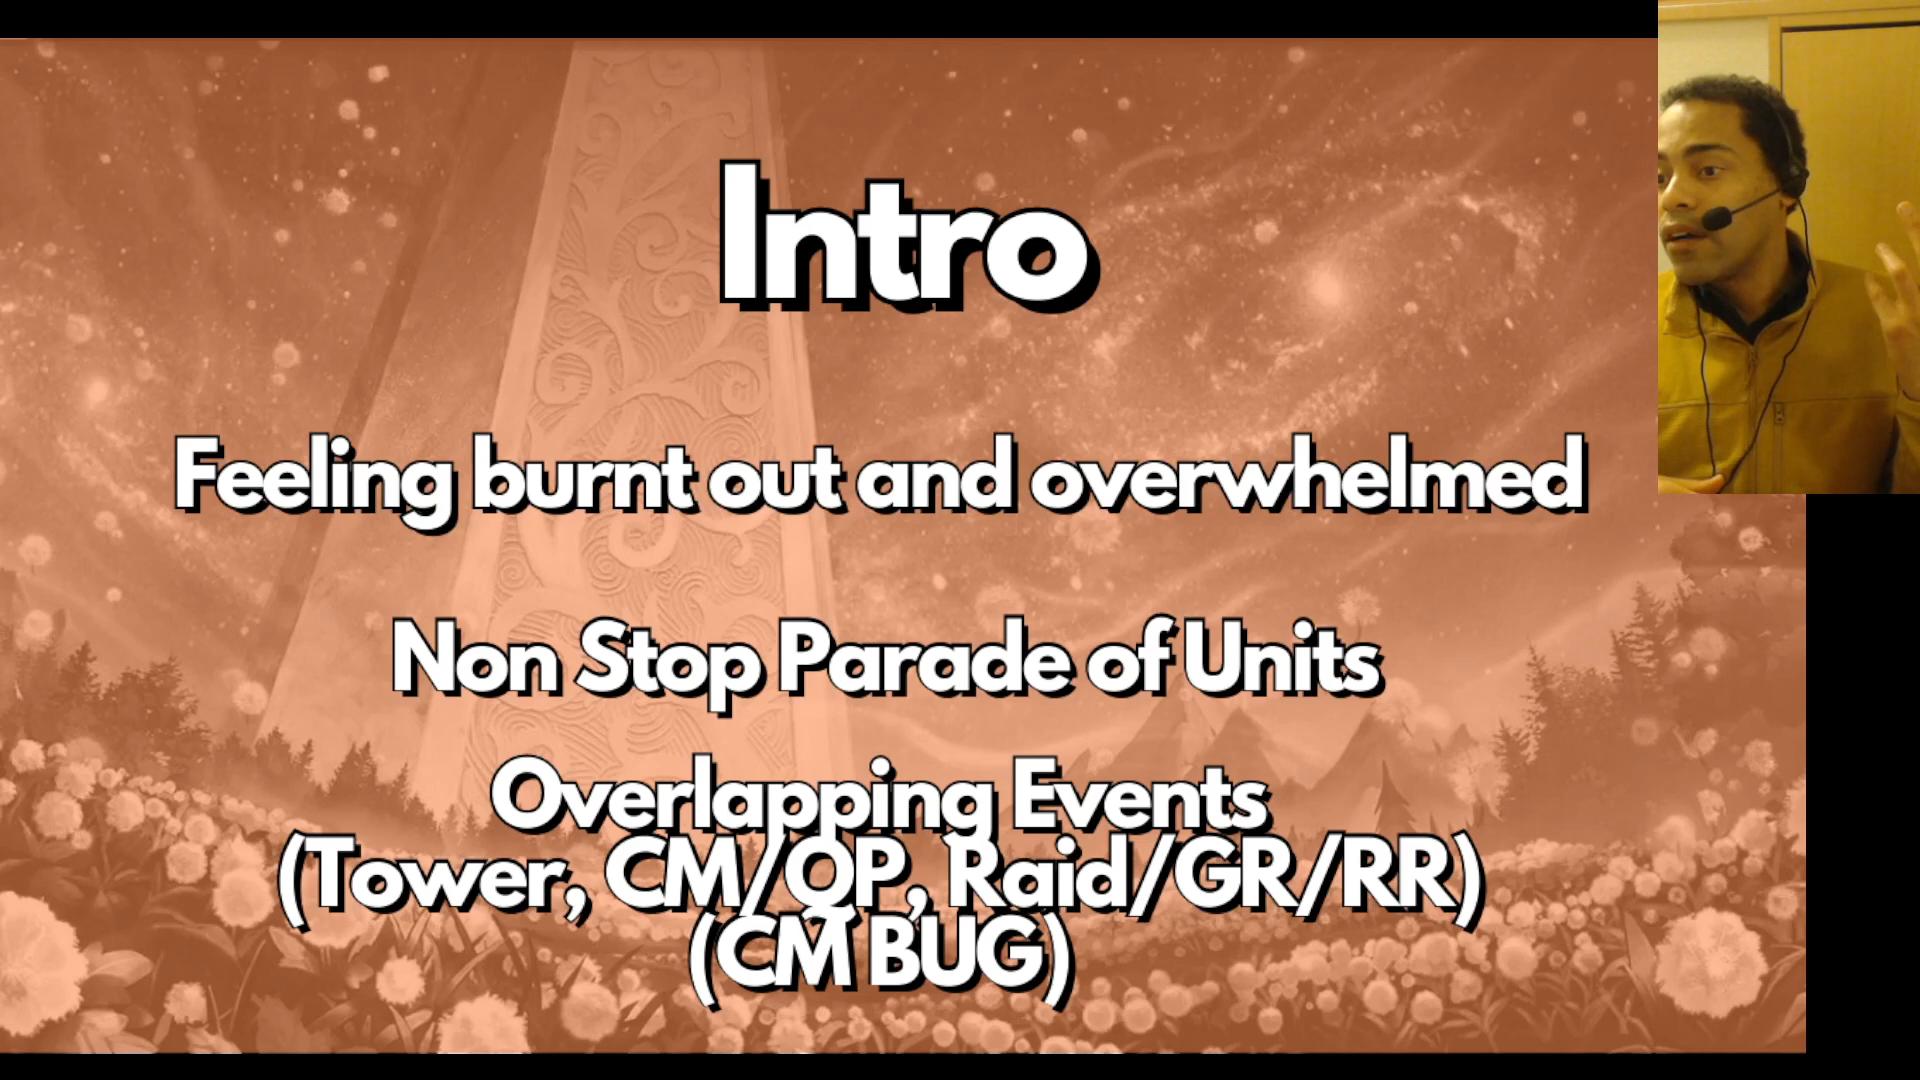 Intro
Feeling burnt out and overwhelmed
Non Stop Parade of Units
Overlapping Events
(Tower, CM/QP, Raid/GR/RR)
(CM BUG)